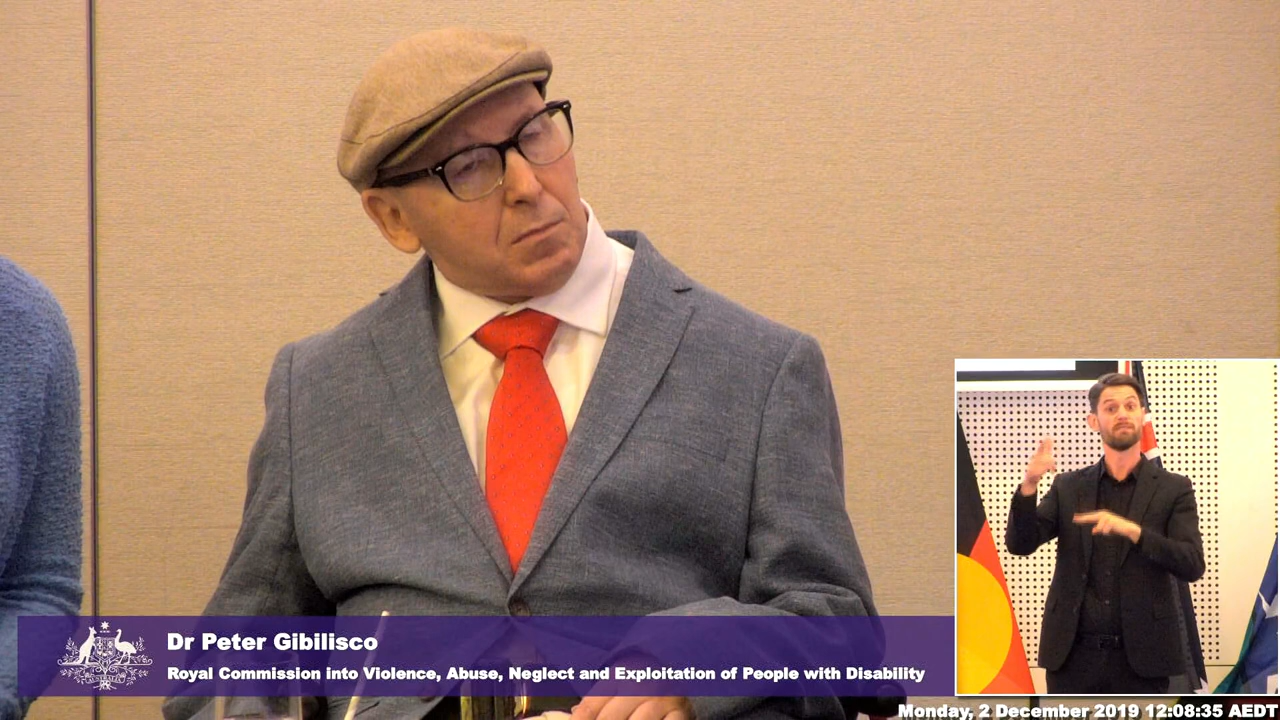 Dr Peter Gibilisco
Royal Commission into Violence, Abuse, Neglect and Exploitation of People with Disability
Monday, 2 December 2019 12:08:35 AEDT